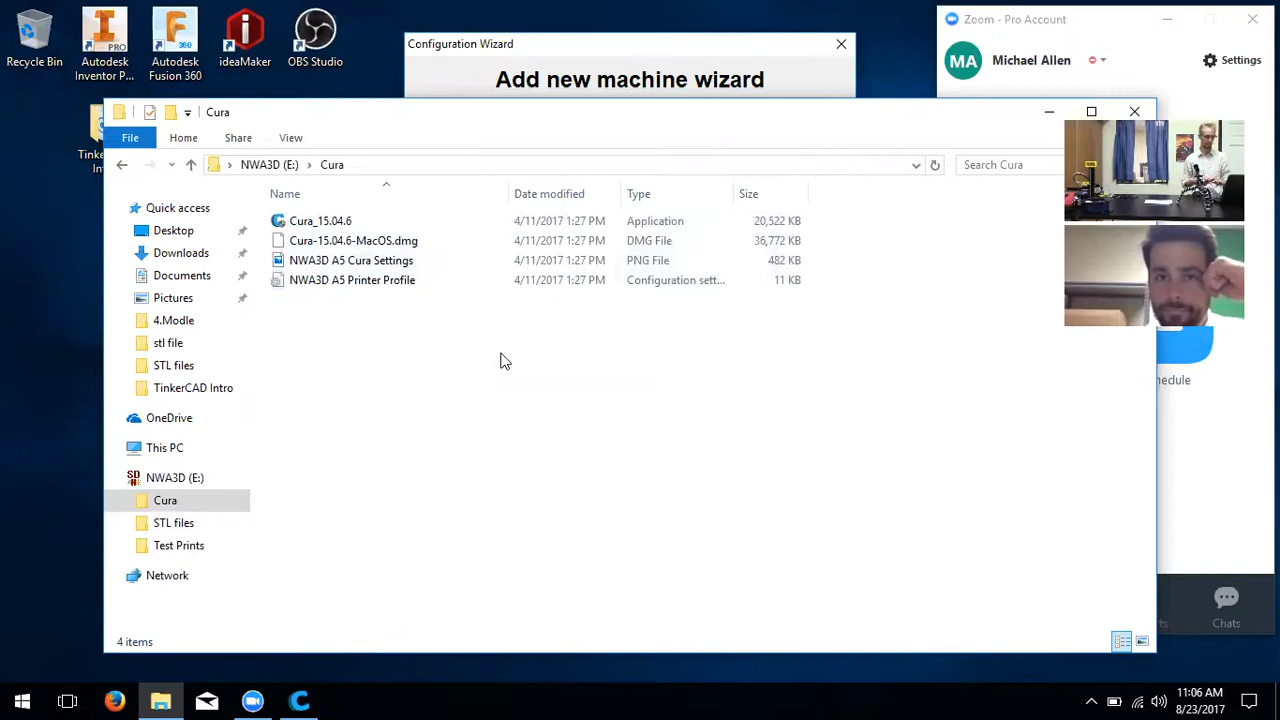 Recycle Bin
Autodesk Inventor P...
PRO
Autodesk Fusion 360
F 360
ideaMaker
OBS Studio
Configuration Wizard
Add new machine wizard
Zoom - Pro Account
MA
Michael Allen
Settings
Cura
File
Home
Share
View
NWA3D (E:)
Cura
Search Cura
Name
Date modified
Type
Size
Cura_15.04.6 4/11/2017 1:27 PM Application 20,522 KB
Cura-15.04.6-MacOS.dmg 4/11/2017 1:27 PM DMG File 36,772 KB
NWA3D A5 Cura Settings 4/11/2017 1:27 PM PNG File 482 KB
NWA3D A5 Printer Profile 4/11/2017 1:27 PM Configuration sett... 11 KB
Quick access
Desktop
Downloads
Documents
Pictures
4.Modle
stl file
STL files
TinkerCAD Intro
OneDrive
This PC
NWA3D (E:)
Cura
STL files
Test Prints
Network
4 items
Tinker
Int
edule
Chats
11:06 AM
8/23/2017